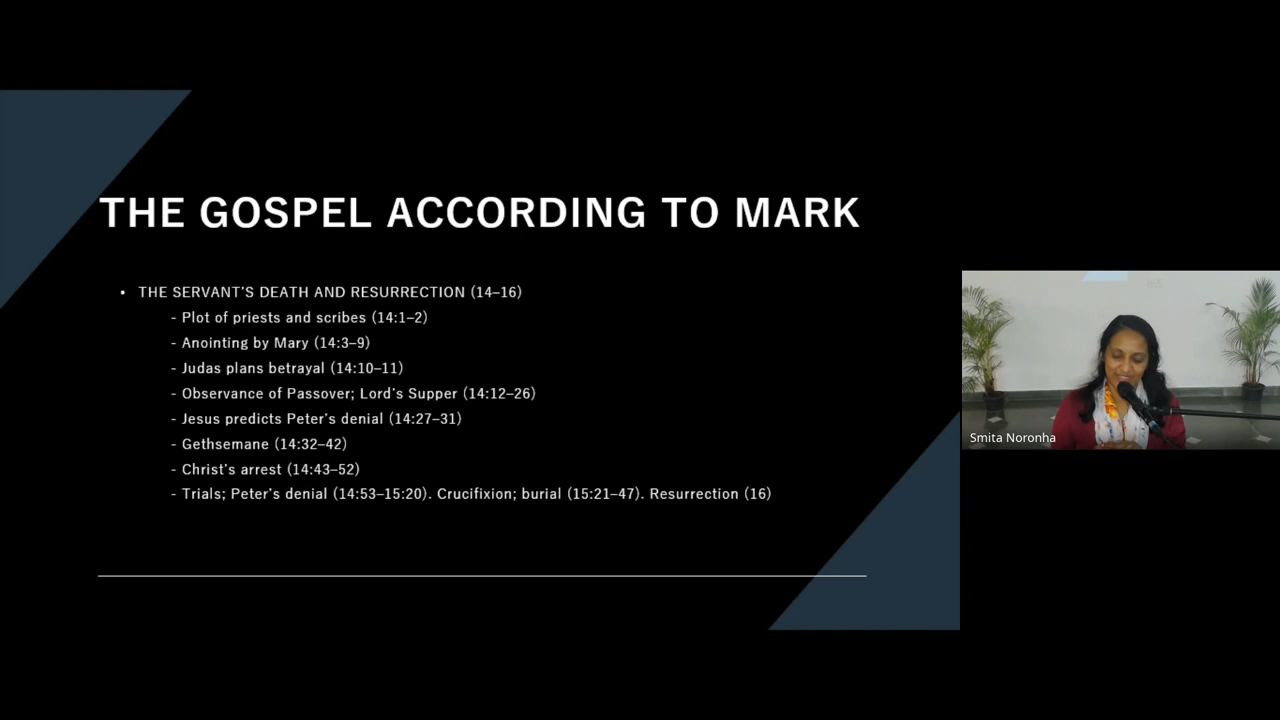 THE GOSPEL ACCORDING TO MARK
• THE SERVANT'S DEATH AND RESURRECTION (14–16)
- Plot of priests and scribes (14:1–2)
- Anointing by Mary (14:3–9)
- Judas plans betrayal (14:10–11)
- Observance of Passover; Lord's Supper (14:12–26)
- Jesus predicts Peter's denial (14:27–31)
- Gethsemane (14:32–42)
- Christ's arrest (14:43–52)
- Trials; Peter's denial (14:53–15:20). Crucifixion; burial (15:21–47). Resurrection (16)
Smita Noronha